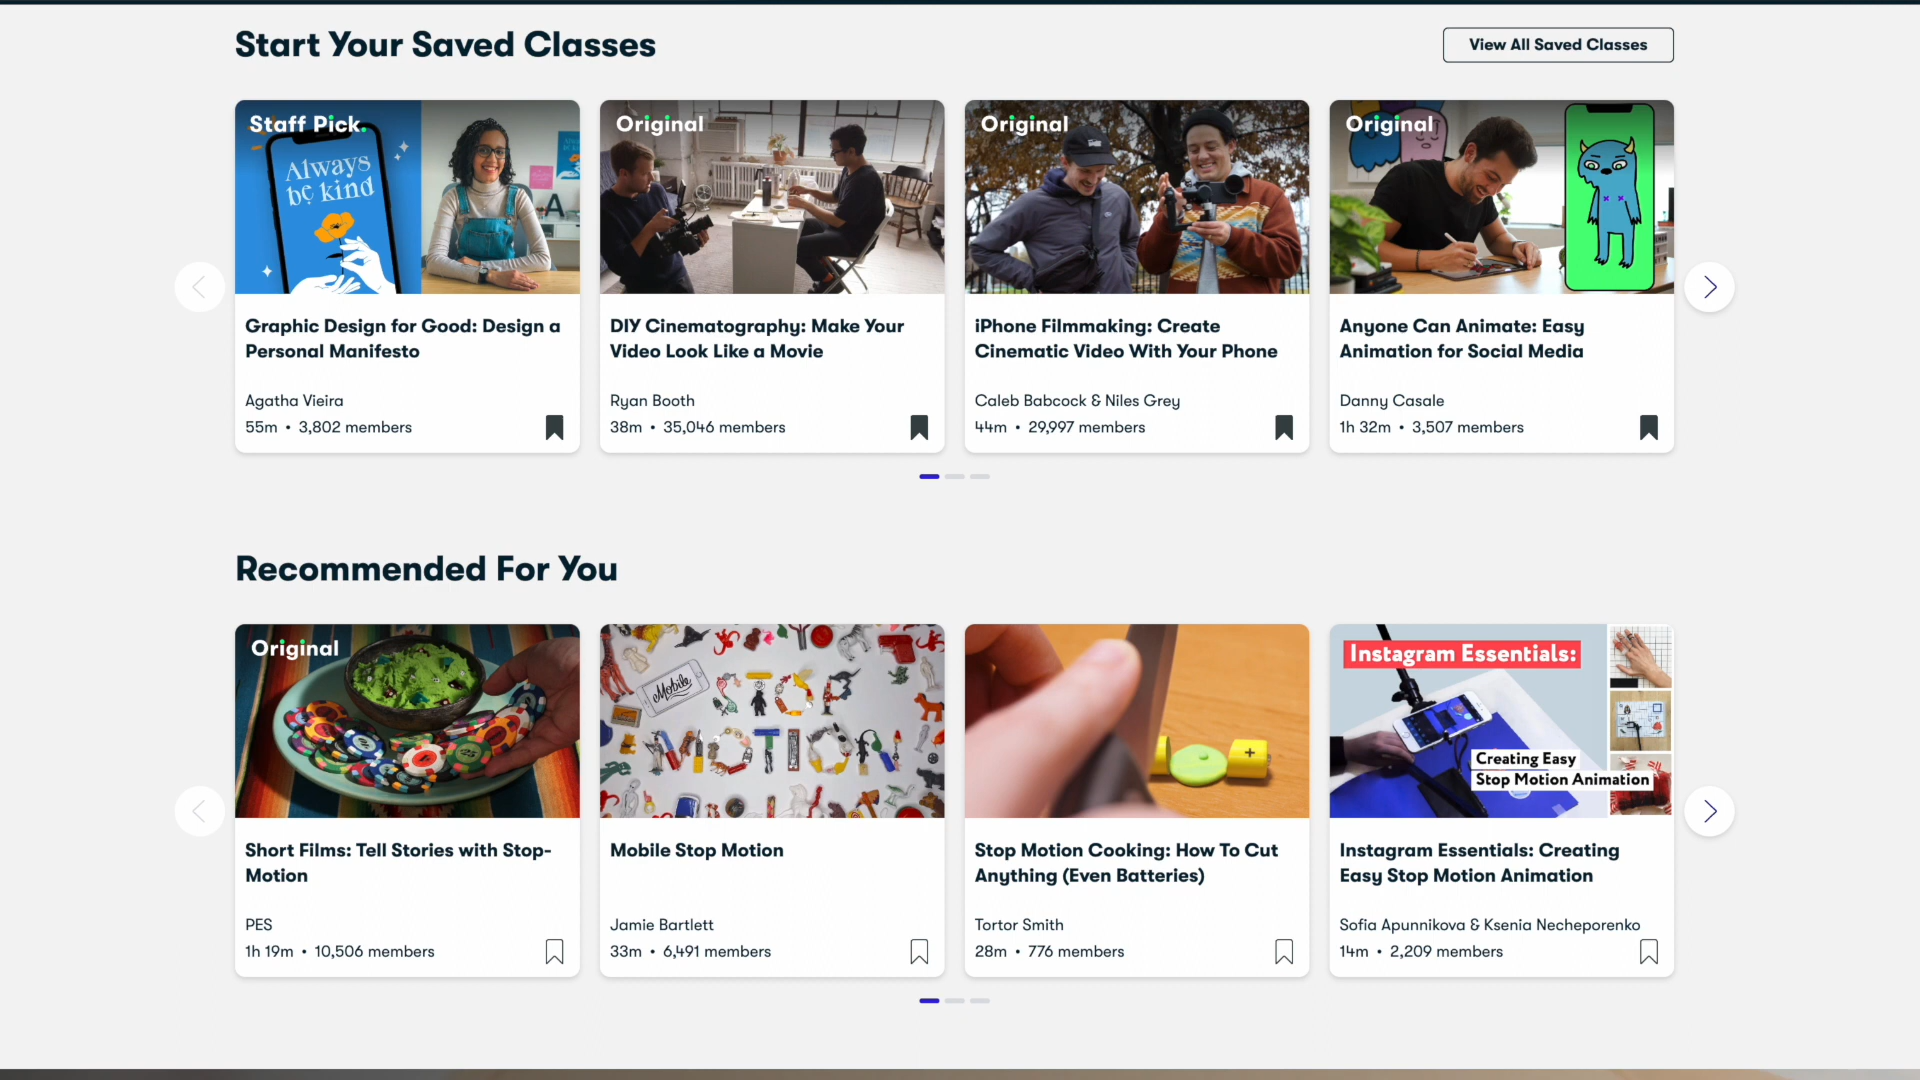 Start Your Saved Classes
View All Saved Classes
Staff Pick.
Always
be kind
Original
Original
Original
Graphic Design for Good: Design a
Personal Manifesto
Agatha Vieira
55m • 3,802 members
DIY Cinematography: Make Your
Video Look Like a Movie
Ryan Booth
38m • 35,046 members
iPhone Filmmaking: Create
Cinematic Video With Your Phone
Caleb Babcock & Niles Grey
44m • 29,997 members
Anyone Can Animate: Easy
Animation for Social Media
Danny Casale
1h 32m • 3,507 members
Recommended For You
Original
Mobile
STOP
MOTION
+
Instagram Essentials:
Creating Easy
Stop Motion Animation
Short Films: Tell Stories with Stop-
Motion
PES
1h 19m • 10,506 members
Mobile Stop Motion
Jamie Bartlett
33m • 6,491 members
Stop Motion Cooking: How To Cut
Anything (Even Batteries)
Tortor Smith
28m • 776 members
Instagram Essentials: Creating
Easy Stop Motion Animation
Sofia Apunnikova & Ksenia Necheporenko
14m • 2,209 members